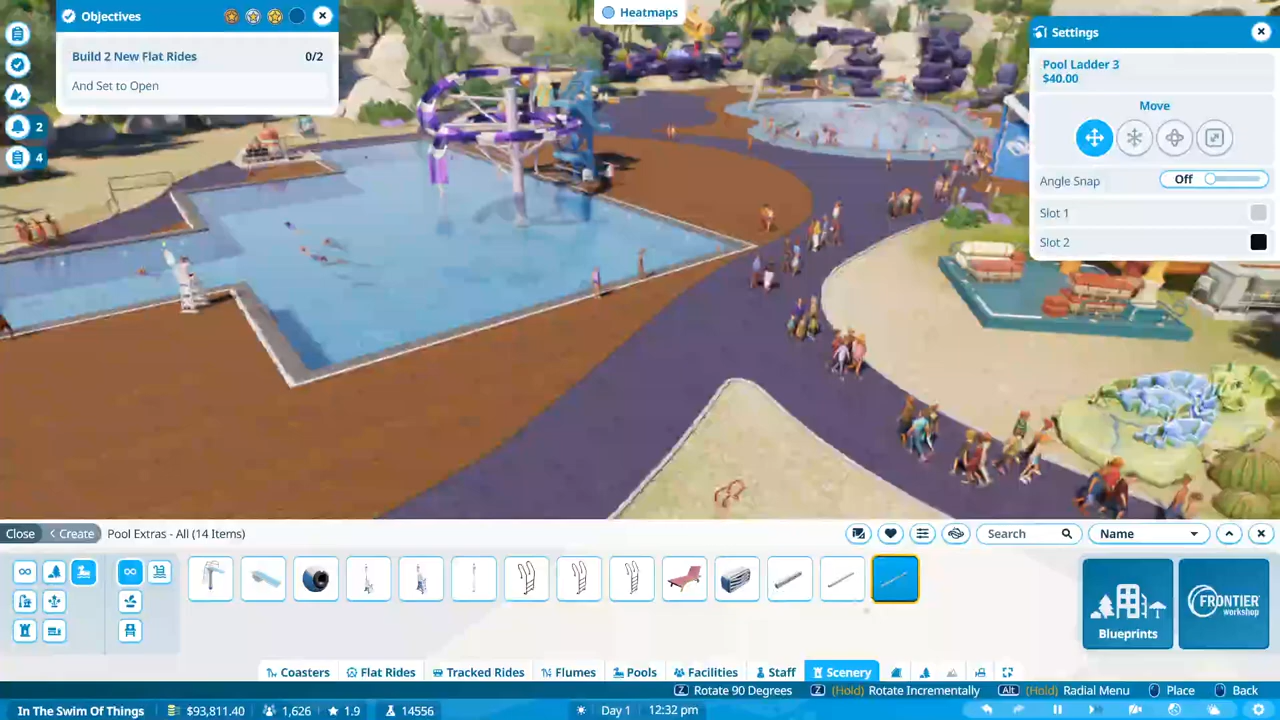 Objectives
Build 2 New Flat Rides 0/2
And Set to Open
Heatmaps
Settings
Pool Ladder 3
$40.00
Move
Angle Snap Off
Slot 1
Slot 2
2
4
Close < Create Pool Extras - All (14 Items)
Search
Name
Blueprints
FRONTIER
workshop
Coasters Flat Rides Tracked Rides Flumes Pools Facilities Staff Scenery
Z Rotate 90 Degrees Z (Hold) Rotate Incrementally Alt (Hold) Radial Menu Place Back
In The Swim Of Things $93,811.40 1,626 1.9 14556 Day 1 12:32 pm